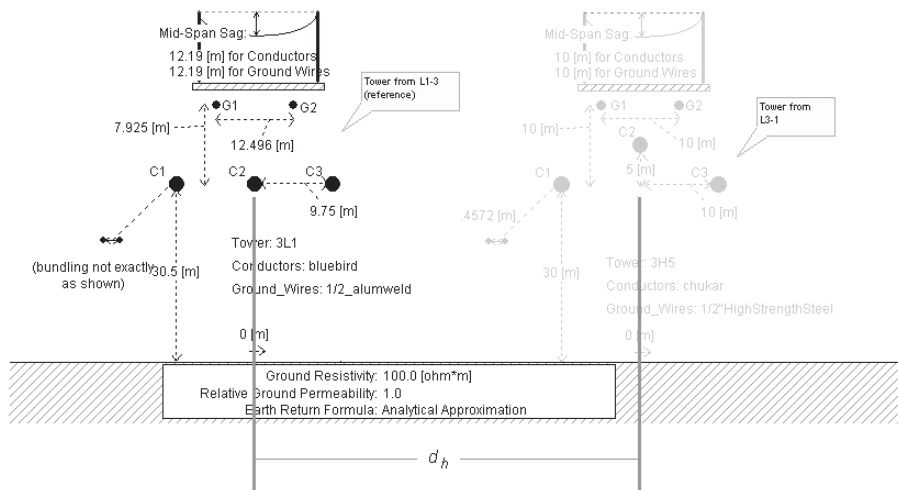 Mid-Span Sag:
12.19 [m] for Conductors
12.19 [m] for Ground Wires
G1
G2
7.925 [m]
12.496 [m]
Tower from L1-3
(reference)
C1
C2
C3
9.75 [m]
(bundling not exactly
as shown)
30.5 [m]
Tower: 3L1
Conductors: bluebird
Ground_Wires: 1/2_alumweld
0 [m]
Mid-Span Sag:
10 [m] for Conductors
10 [m] for Ground Wires
G1
G2
10 [m]
10 [m]
C2
5 [m]
Tower from
L3-1
C1
C3
10 [m]
.4572 [m]
30 [m]
Tower: 3H5
Conductors: chukar
Ground_Wires: 1/2"HighStrengthSteel
0 [m]
Ground Resistivity: 100.0 [ohm*m]
Relative Ground Permeability: 1.0
Earth Return Formula: Analytical Approximation
d_h